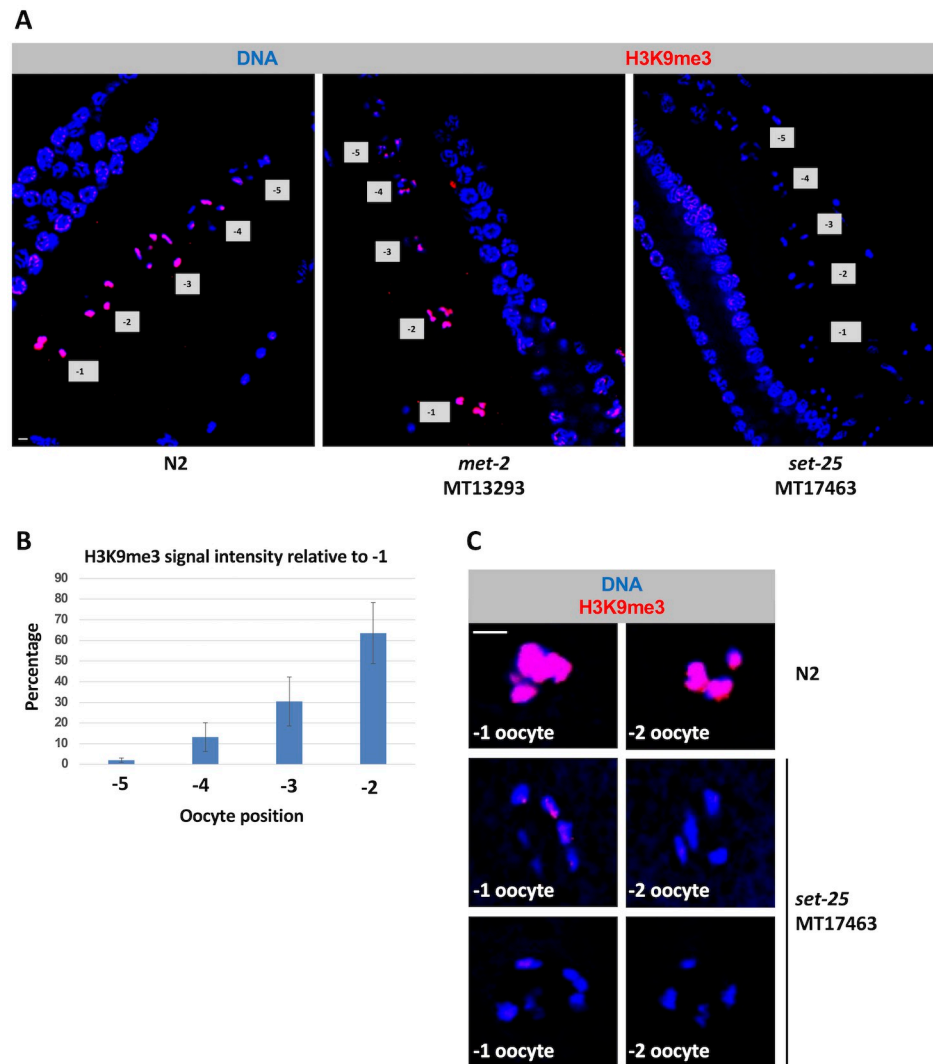 A
DNA H3K9me3
-5
-4
-3
-2
-1
-5
-4
-3
-2
-1
-5
-4
-3
-2
-1
N2
met-2
MT13293
set-25
MT17463
B
H3K9me3 signal intensity relative to -1
90
80
70
60
50
40
30
20
10
0
Percentage
-5 -4 -3 -2
Oocyte position
C
DNA
H3K9me3
-1 oocyte -2 oocyte
N2
-1 oocyte -2 oocyte
set-25
MT17463
-1 oocyte -2 oocyte